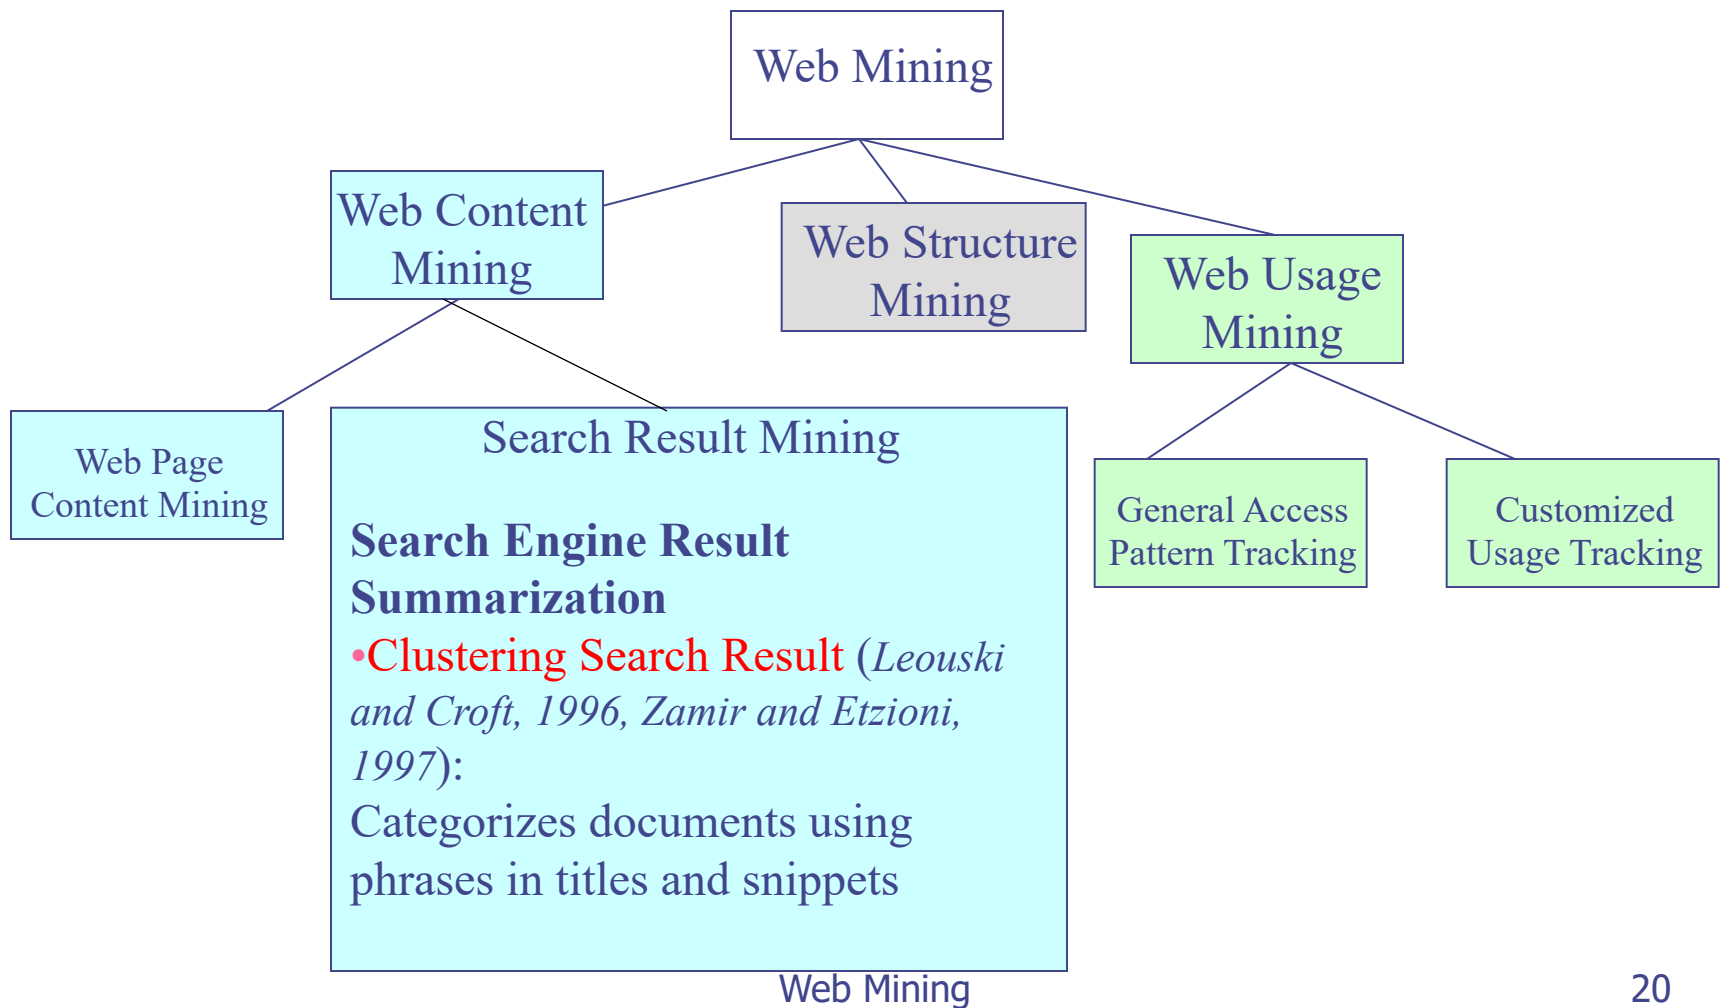 Web Mining
Web Content
Mining
Web Structure
Mining
Web Usage
Mining
Web Page
Content Mining
Search Result Mining
Search Engine Result
Summarization
•Clustering Search Result (Leouski
and Croft, 1996, Zamir and Etzioni,
1997):
Categorizes documents using
phrases in titles and snippets
General Access
Pattern Tracking
Customized
Usage Tracking
Web Mining
20